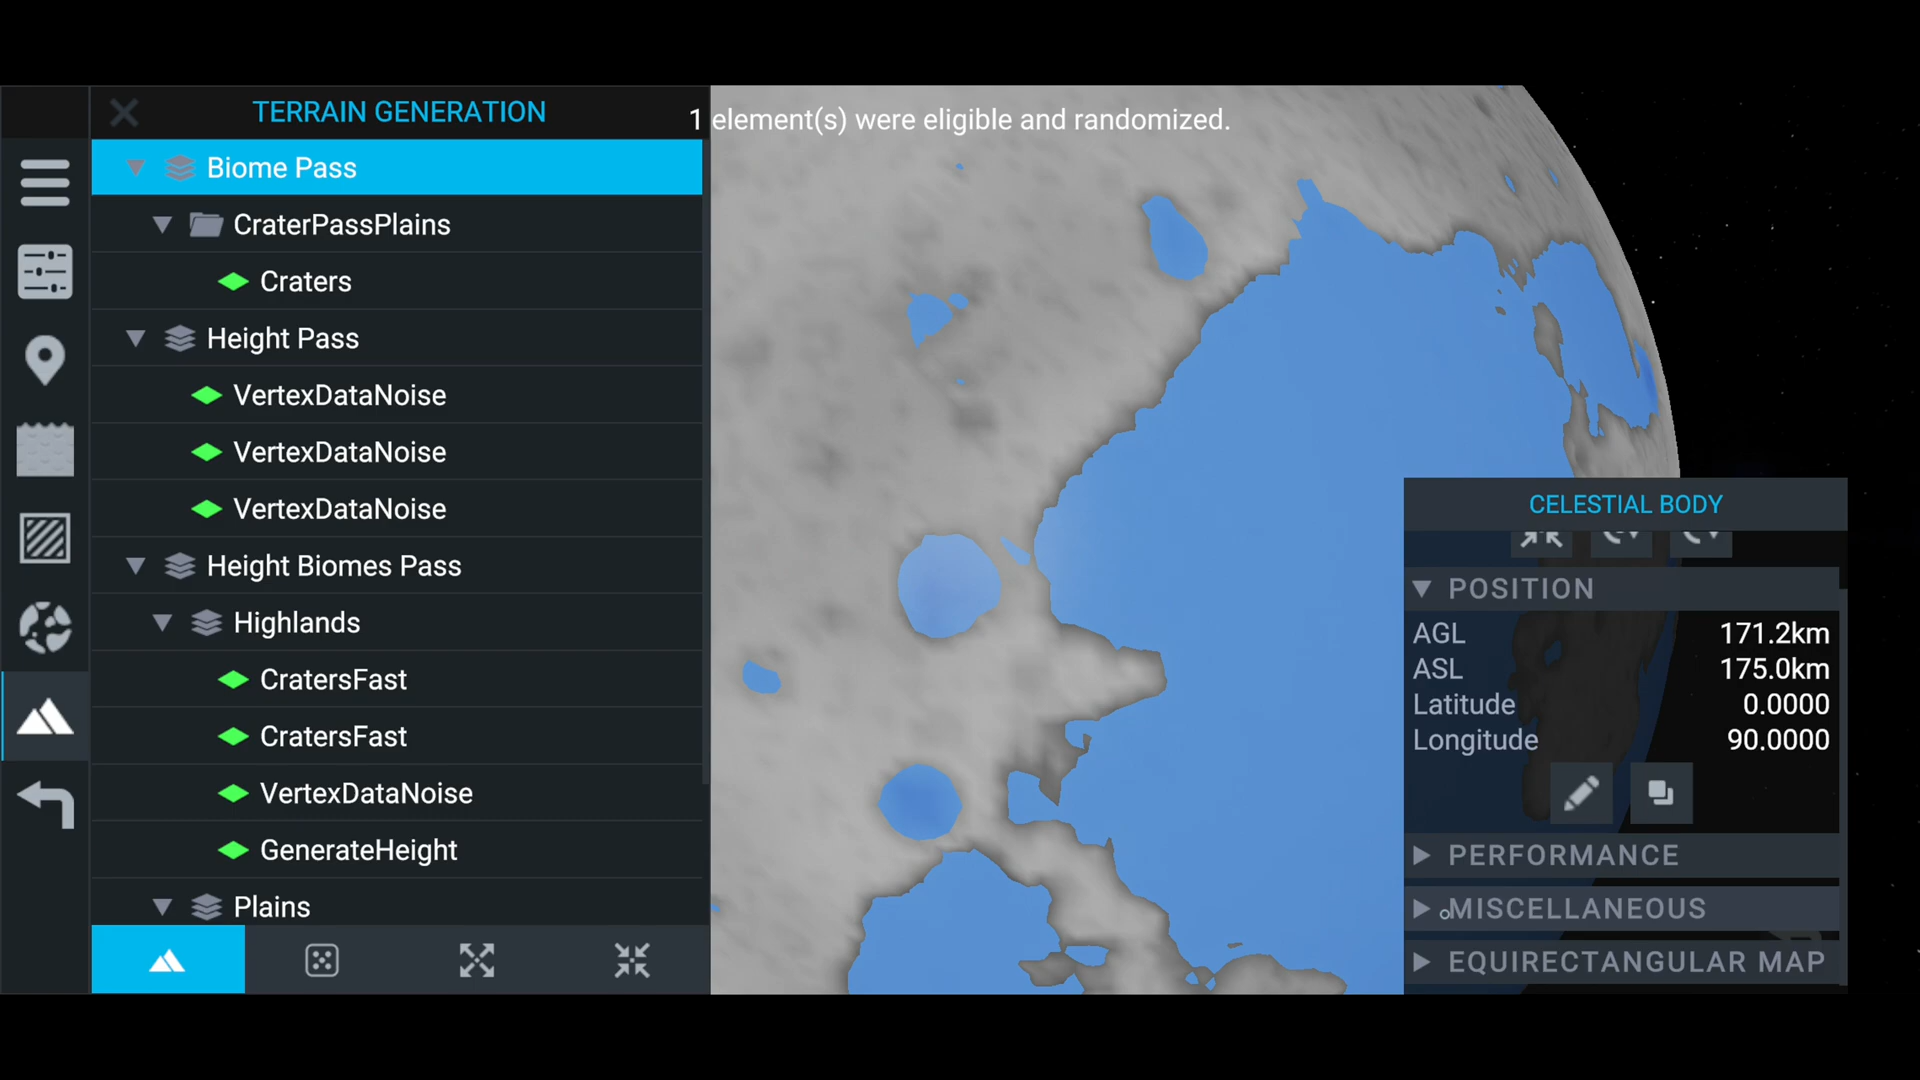 TERRAIN GENERATION
1 element(s) were eligible and randomized.
Biome Pass
CraterPassPlains
Craters
Height Pass
VertexDataNoise
VertexDataNoise
VertexDataNoise
Height Biomes Pass
Highlands
CratersFast
CratersFast
VertexDataNoise
GenerateHeight
Plains
CELESTIAL BODY
POSITION
AGL 171.2km
ASL 175.0km
Latitude 0.0000
Longitude 90.0000
PERFORMANCE
MISCELLANEOUS
EQUIRECTANGULAR MAP